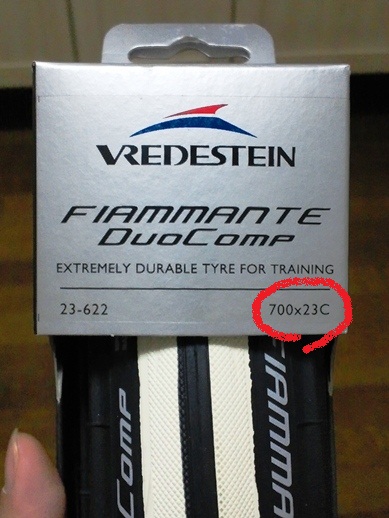 VREDESTEIN
FIAMMANTE
DUOCOMP
EXTREMELY DURABLE TYRE FOR TRAINING
23-622 700x23C
Comp
FIAMMA